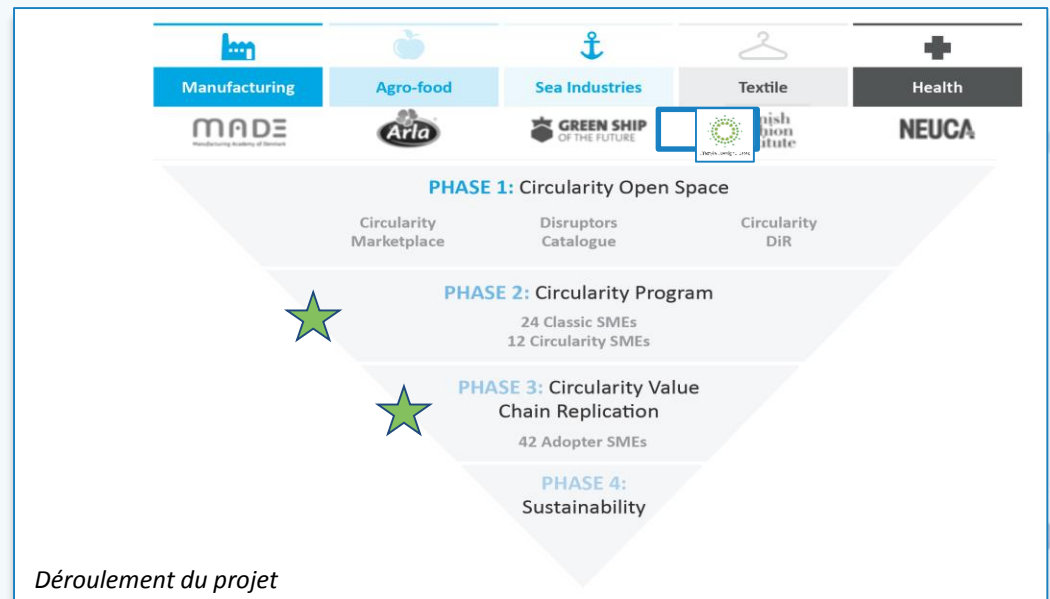 Manufacturing
Agro-food
Sea Industries
Textile
Health
MADE
Manufacturing Academy of Denmark
Arla
GREEN SHIP
OF THE FUTURE
NEUCA
PHASE 1: Circularity Open Space
Circularity
Marketplace
Disruptors
Catalogue
Circularity
DiR
PHASE 2: Circularity Program
24 Classic SMEs
12 Circularity SMEs
PHASE 3: Circularity Value
Chain Replication
42 Adopter SMEs
PHASE 4:
Sustainability
Déroulement du projet